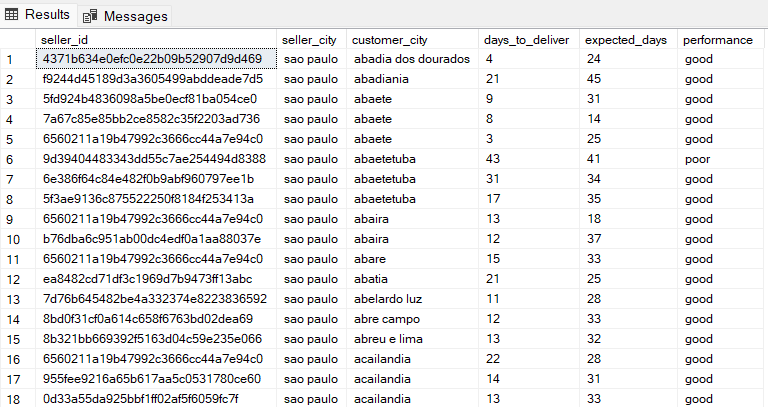 Results Messages
seller_id seller_city customer_city days_to_deliver expected_days performance
1 4371b634e0efc0e22b09b52907d9d469 sao paulo abadia dos dourados 4 24 good
2 f9244d45189d3a3605499abddeade7d5 sao paulo abadiania 21 45 good
3 5fd924b4836098a5be0ecf81ba054ce0 sao paulo abaete 9 31 good
4 7a67c85e85bb2ce8582c35f2203ad736 sao paulo abaete 8 14 good
5 6560211a19b47992c3666cc44a7e94c0 sao paulo abaete 3 25 good
6 9d39404483343dd55c7ae254494d8388 sao paulo abaetetuba 43 41 poor
7 6e386f64c84e482f0b9abf960797ee1b sao paulo abaetetuba 31 34 good
8 5f3ae9136c875522250f8184f253413a sao paulo abaetetuba 17 35 good
9 6560211a19b47992c3666cc44a7e94c0 sao paulo abaira 13 18 good
10 b76dba6c951ab00dc4edf0a1aa88037e sao paulo abaira 12 37 good
11 6560211a19b47992c3666cc44a7e94c0 sao paulo abare 15 33 good
12 ea8482cd71df3c1969d7b9473ff13abc sao paulo abatia 21 25 good
13 7d76b645482be4a332374e8223836592 sao paulo abelardo luz 11 28 good
14 8bd0f31cf0a614c658f6763bd02dea69 sao paulo abre campo 12 33 good
15 8b321bb669392f5163d04c59e235e066 sao paulo abreu e lima 13 32 good
16 6560211a19b47992c3666cc44a7e94c0 sao paulo acailandia 22 28 good
17 955fee9216a65b617aa5c0531780ce60 sao paulo acailandia 14 31 good
18 0d33a55da925bbf1ff02af5f6059fc7f sao paulo acailandia 13 33 good